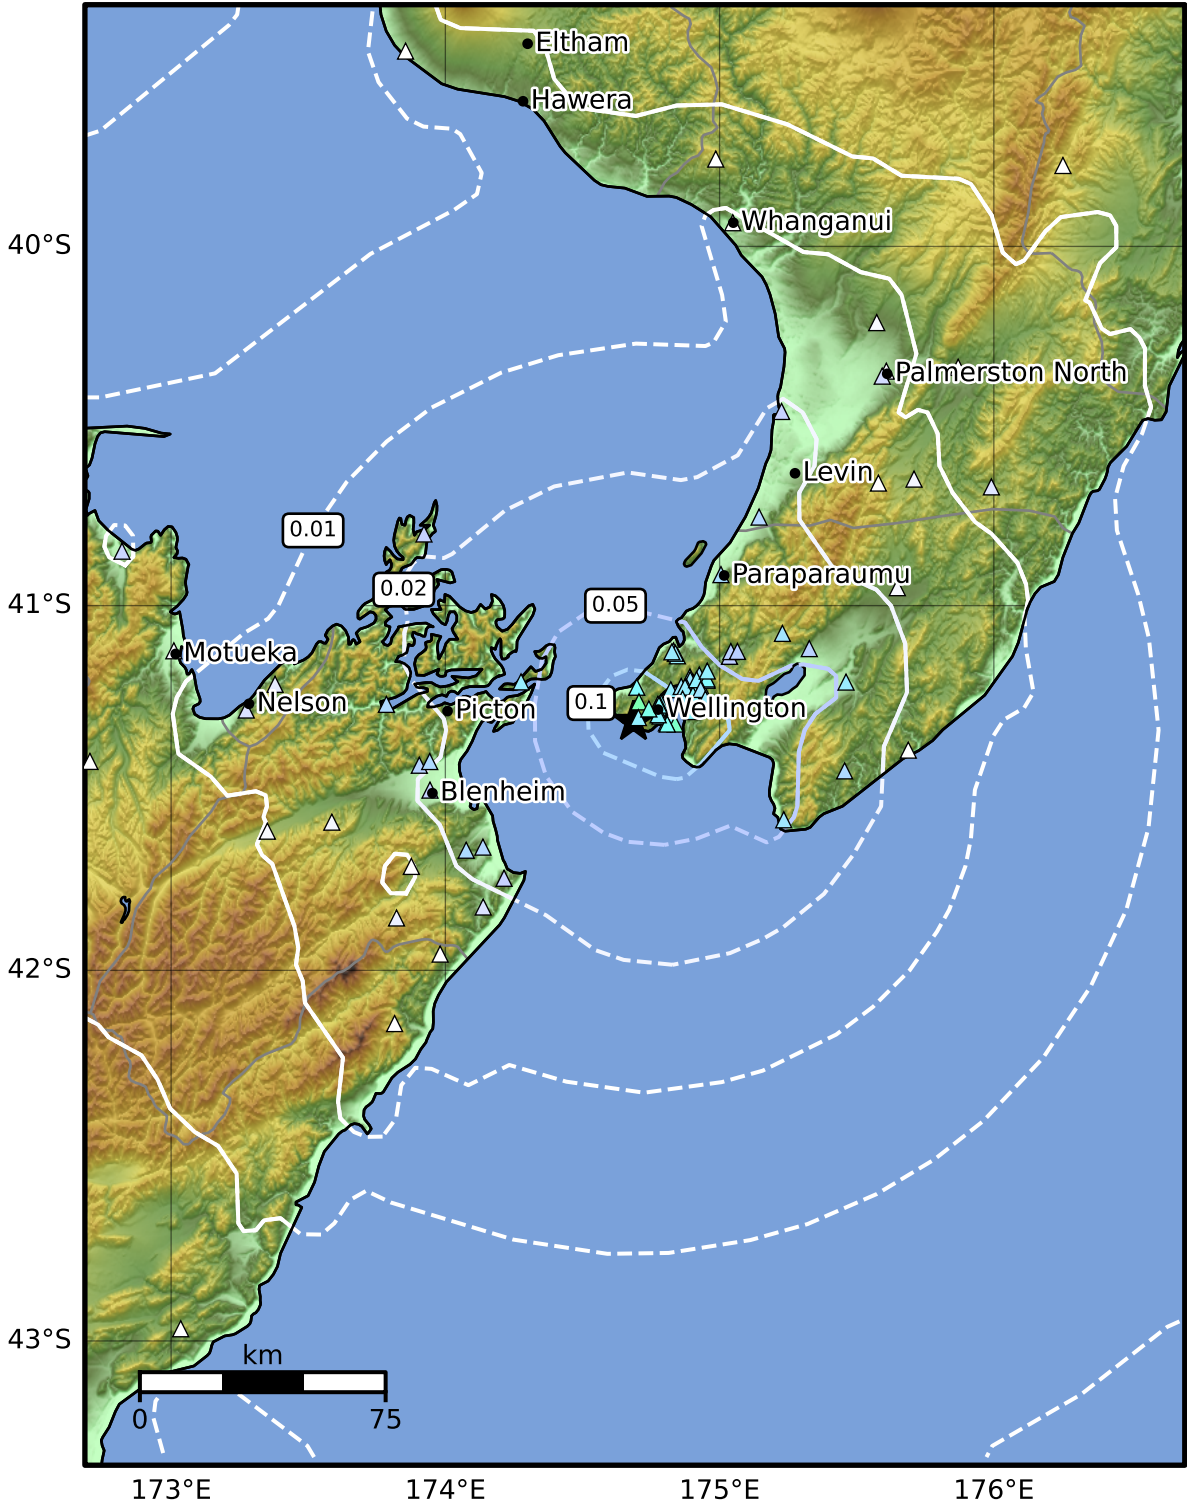 Eltham
Hawera
Whanganui
40°S
Palmerston North
Levin
0.01
Paraparaumu
0.02
41°S
0.05
Motueka
Nelson
0.1
Picton
Wellington
Blenheim
42°S
43°S
km
0
75
173°E
174°E
175°E
176°E